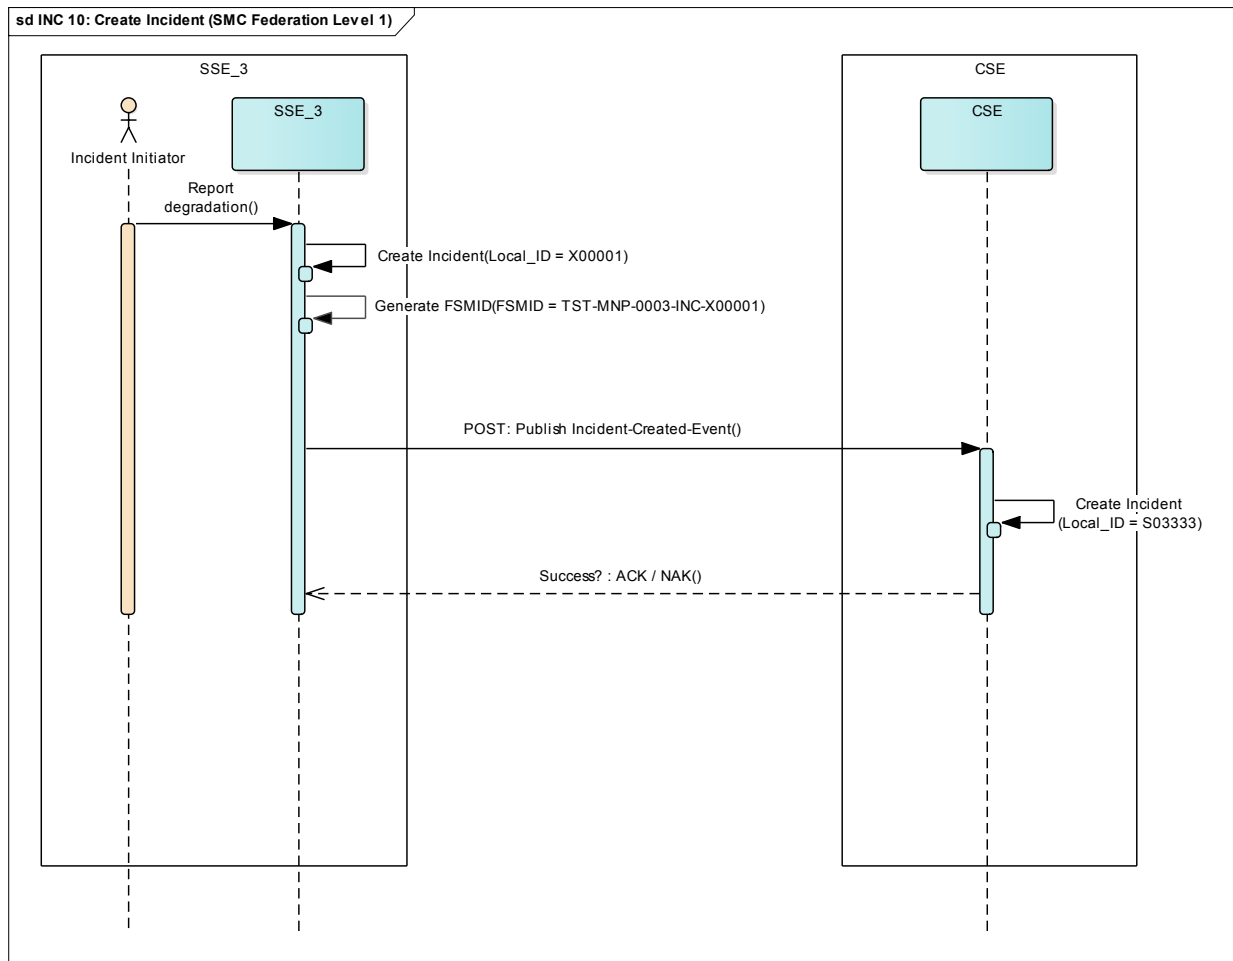 sd INC 10: Create Incident (SMC Federation Level 1)
SSE_3
CSE
SSE_3
CSE
Incident Initiator
Report
degradation()
Create Incident(Local_ID = X00001)
Generate FSMID(FSMID = TST-MNP-0003-INC-X00001)
POST: Publish Incident-Created-Event()
Create Incident
(Local_ID = S03333)
Success? : ACK / NAK()